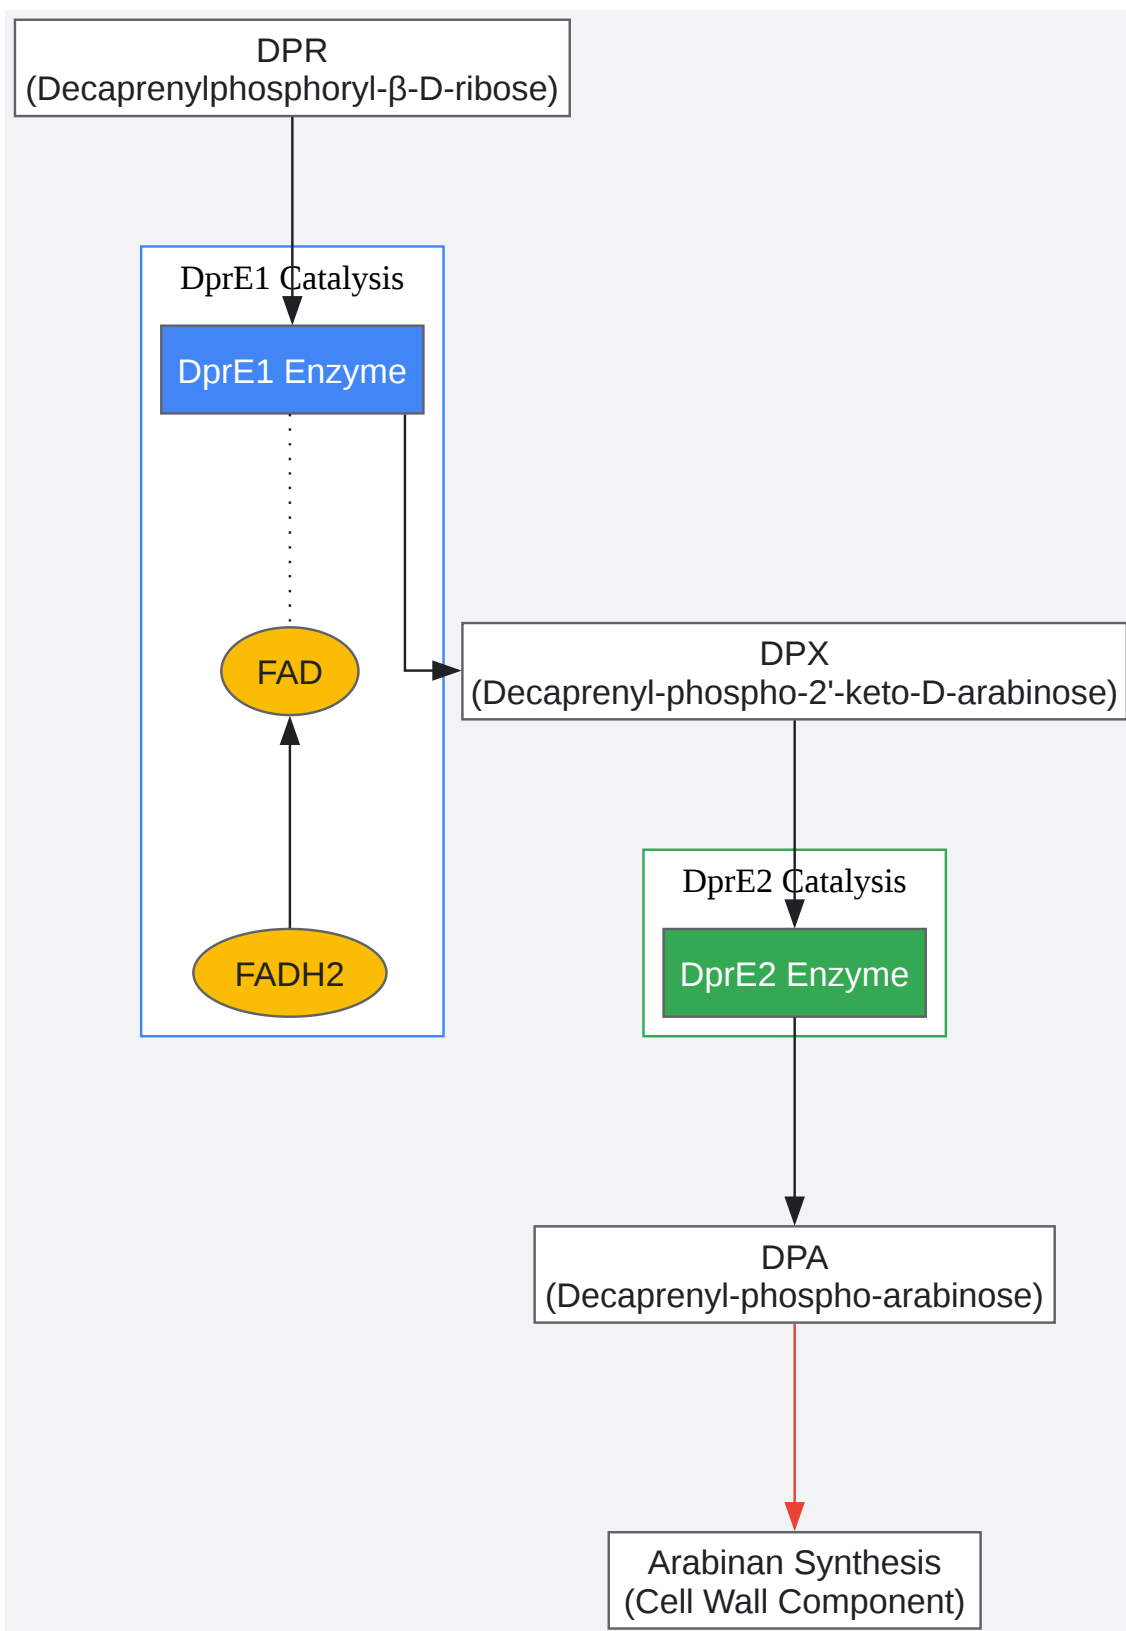 DPR
(Decaprenylphosphoryl-β-D-ribose)
DprE1 Catalysis
DprE1 Enzyme
FAD
DPX
(Decaprenyl-phospho-2'-keto-D-arabinose)
DprE2 Catalysis
FADH2
DprE2 Enzyme
DPA
(Decaprenyl-phospho-arabinose)
Arabinan Synthesis
(Cell Wall Component)